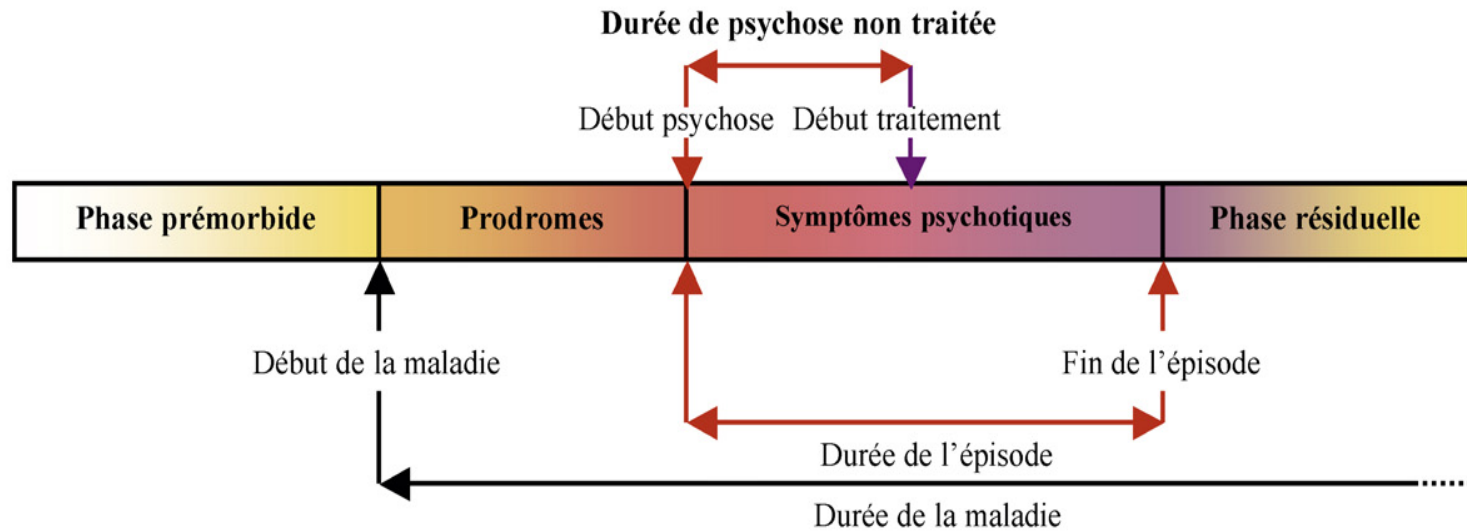 Durée de psychose non traitée
Début psychose Début traitement
Phase prémorbide Prodromes Symptômes psychotiques Phase résiduelle
Début de la maladie Fin de l’épisode
Durée de l’épisode
Durée de la maladie